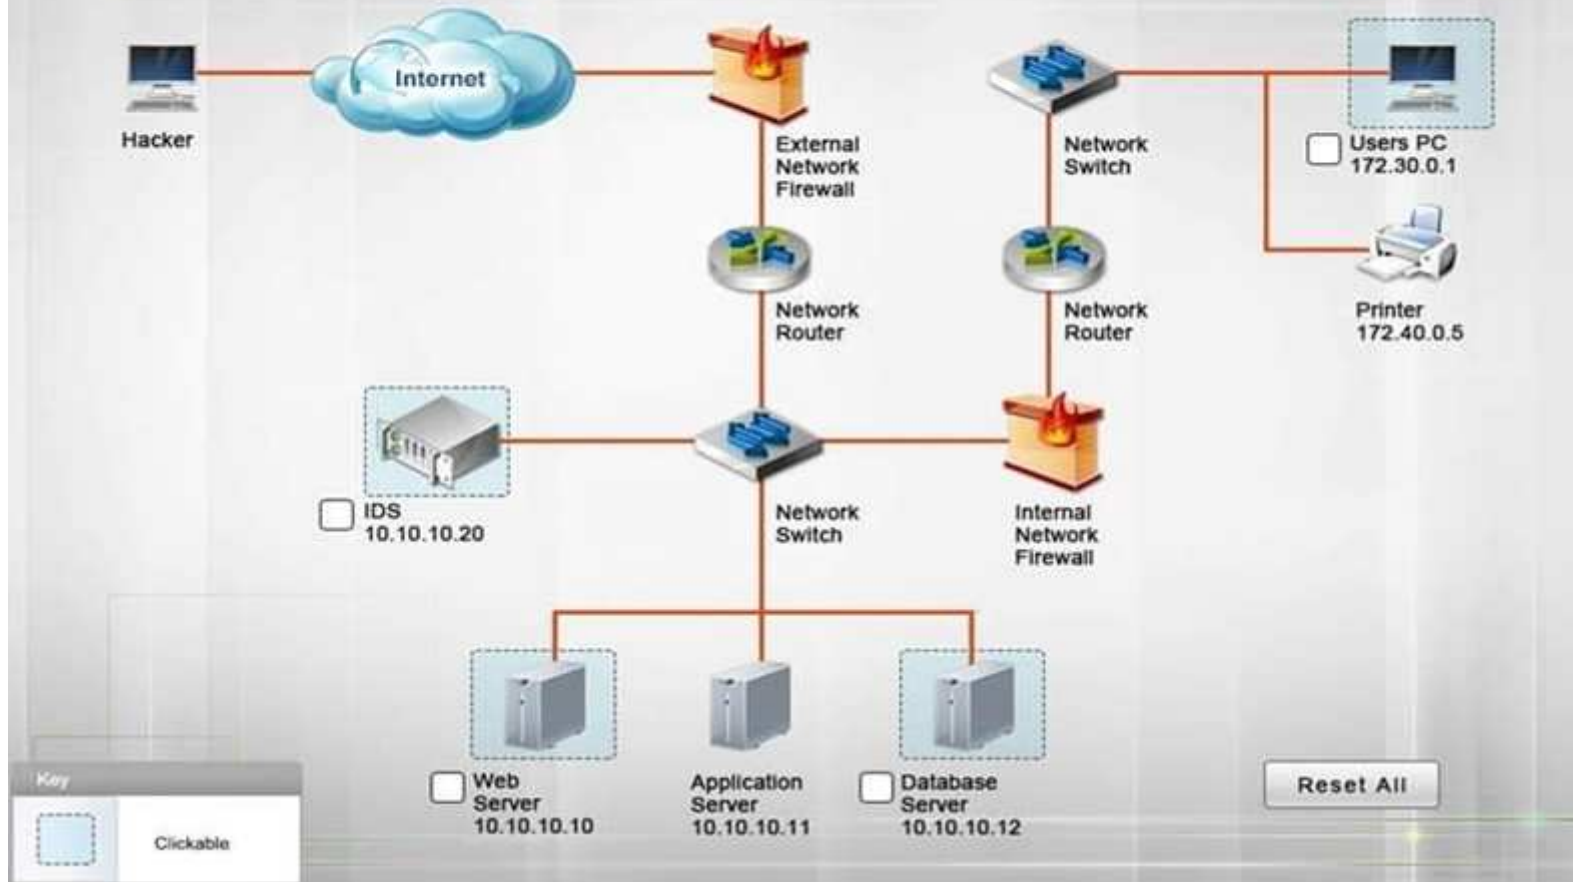 Hacker
Internet
External
Network
Firewall
Network
Switch
Users PC
172.30.0.1
Network
Router
Network
Router
Printer
172.40.0.5
IDS
10.10.10.20
Network
Switch
Internal
Network
Firewall
Web
Server
10.10.10.10
Application
Server
10.10.10.11
Database
Server
10.10.10.12
Reset All
Key
Clickable